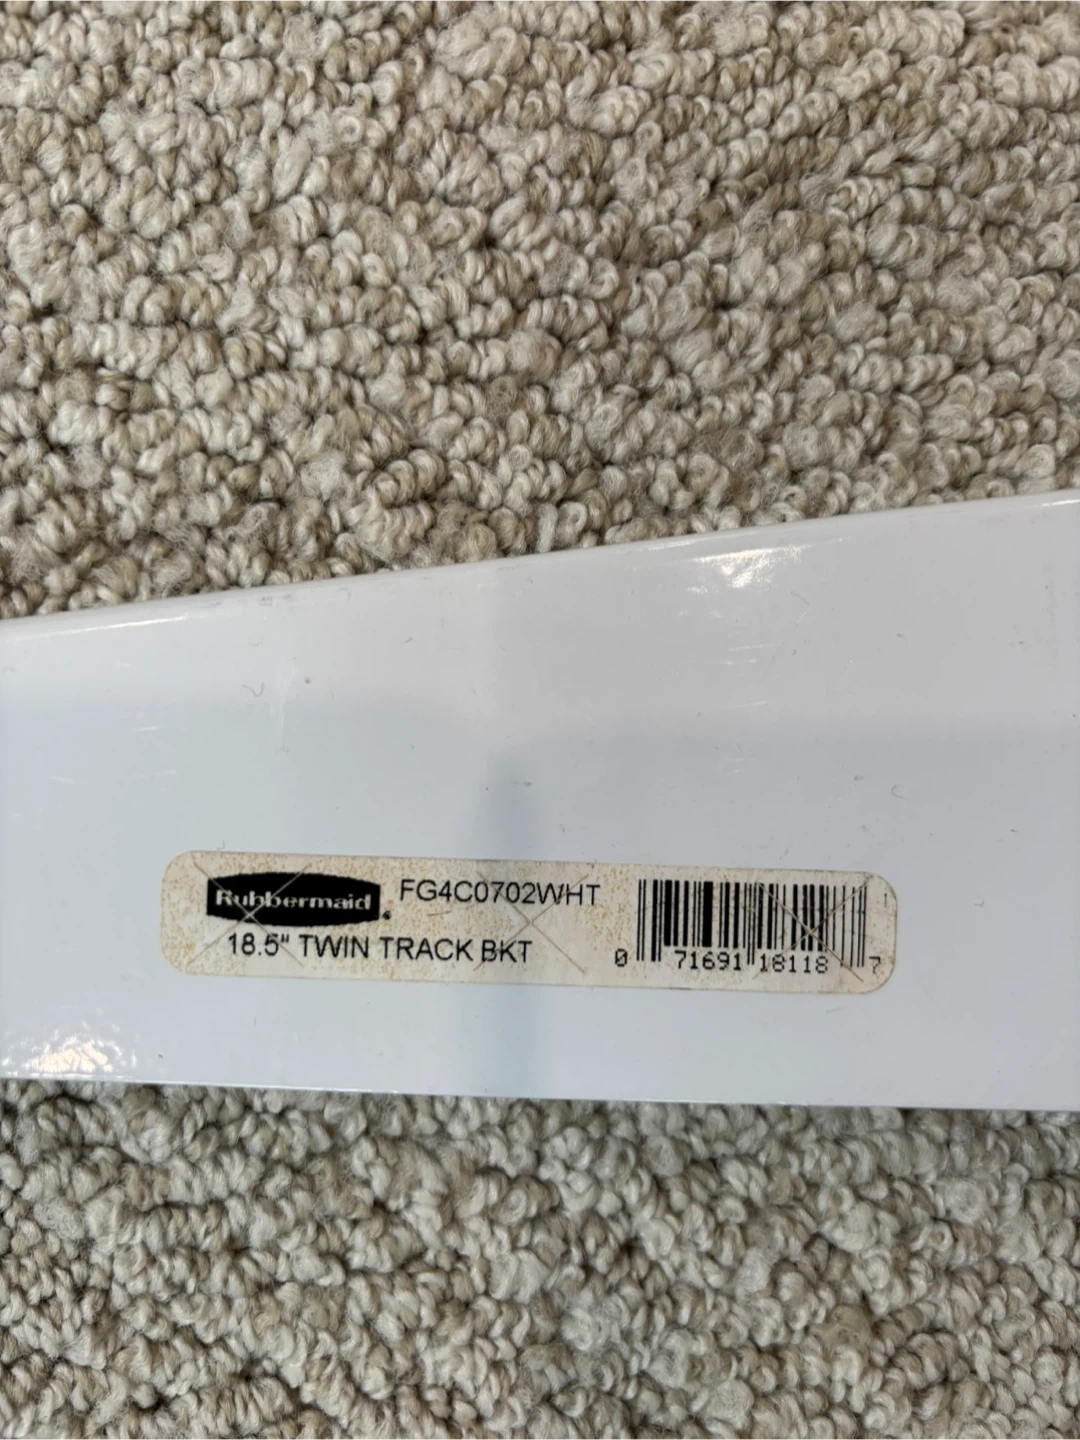 Rubbermaid FG4C0702WHT
18.5" TWIN TRACK BKT
0 71691 18118 7